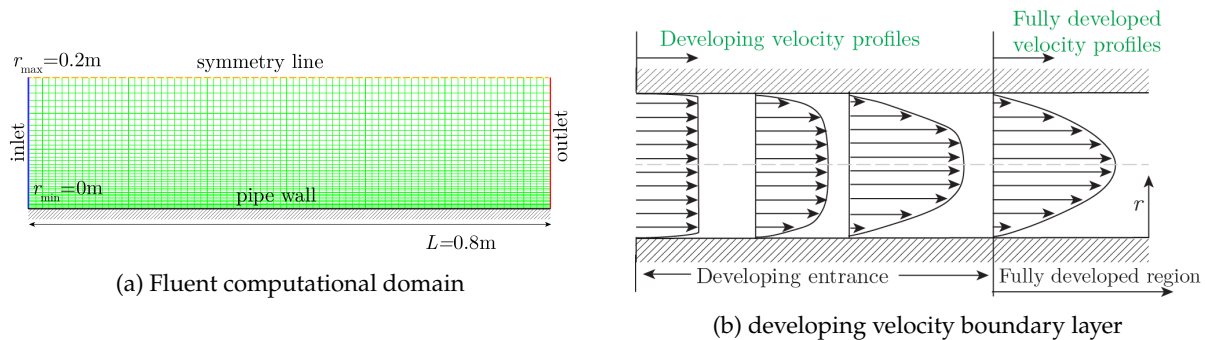 r_max=0.2m
symmetry line
inlet
outlet
r_min=0m
pipe wall
L=0.8m
(a) Fluent computational domain
Developing velocity profiles
Fully developed
velocity profiles
r
Developing entrance
Fully developed region
(b) developing velocity boundary layer